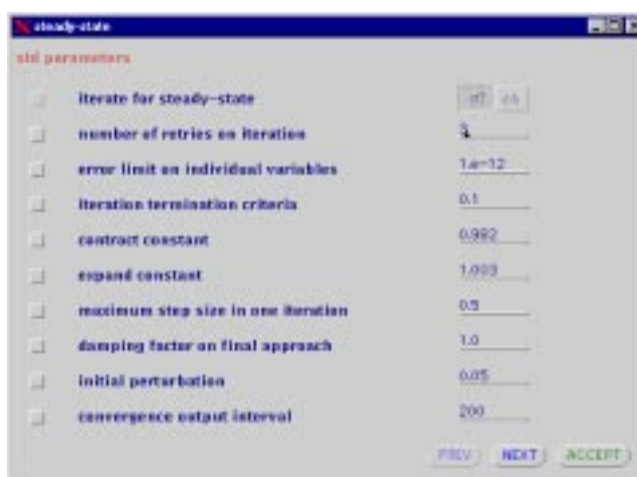 steady-state
std parameters
iterate for steady-state off on
number of retries on iteration
error limit on individual variables 1.e-12
iteration termination criteria 0.1
contract constant 0.992
expand constant 1.003
maximum step size in one iteration 0.5
damping factor on final approach 1.0
initial perturbation 0.05
convergence output interval 200
PREV NEXT ACCEPT